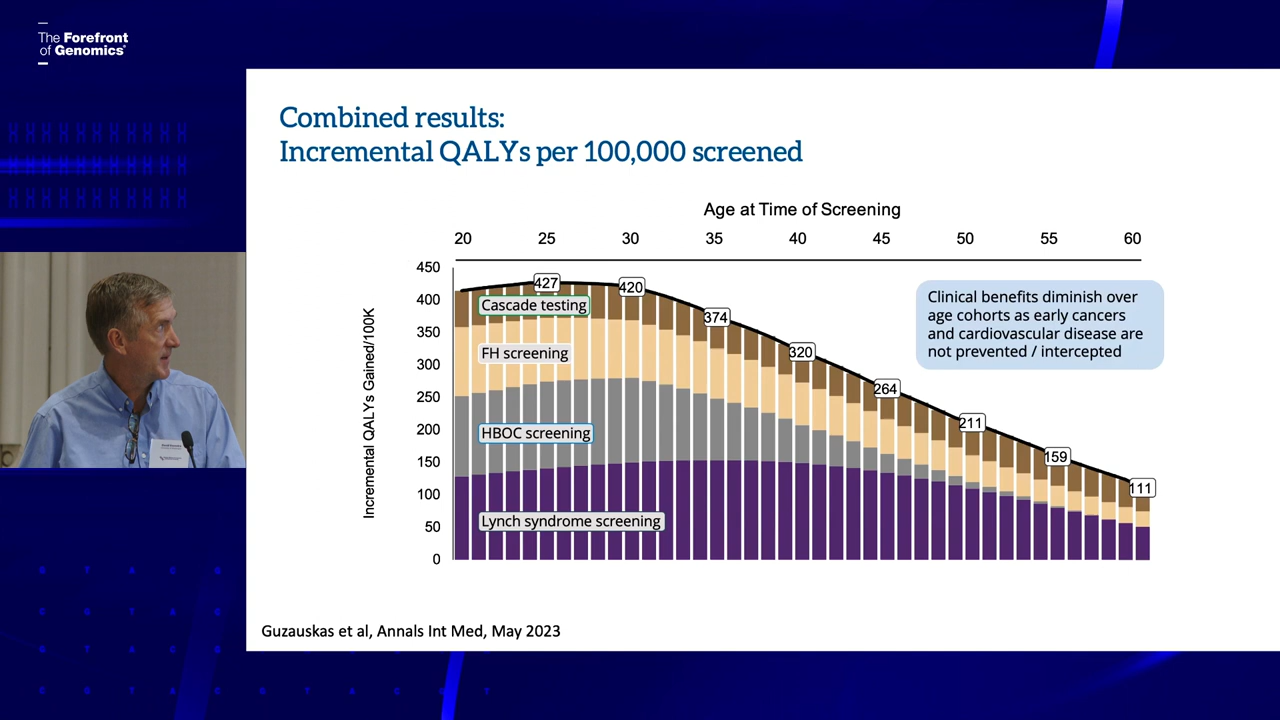 The Forefront
of Genomics®
Combined results:
Incremental QALYs per 100,000 screened
Age at Time of Screening
20 25 30 35 40 45 50 55 60
Incremental QALYs Gained/100K
450
400
350
300
250
200
150
100
50
0
427
420
374
320
264
211
159
111
Cascade testing
FH screening
HBOC screening
Lynch syndrome screening
Clinical benefits diminish over
age cohorts as early cancers
and cardiovascular disease are
not prevented / intercepted
Guzauskas et al, Annals Int Med, May 2023